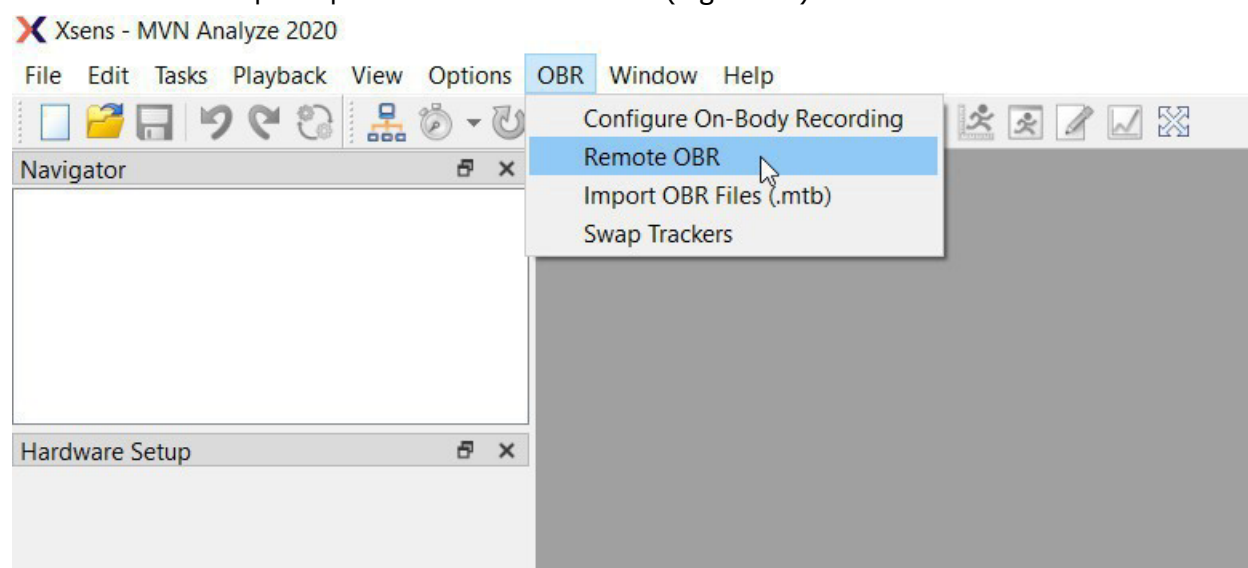 Xsens - MVN Analyze 2020
File Edit Tasks Playback View Options OBR Window Help
Configure On-Body Recording
Remote OBR
Import OBR Files (.mtb)
Swap Trackers
Navigator
Hardware Setup